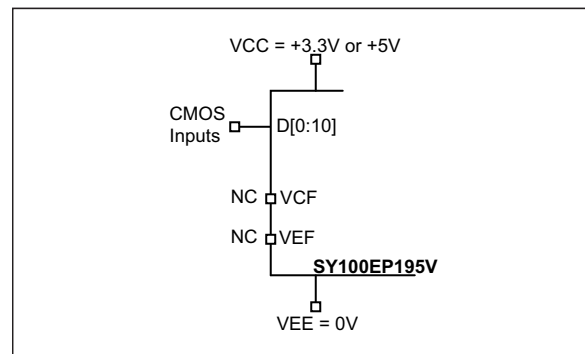 VCC = +3.3V or +5V
CMOS
Inputs
D[0:10]
NC VCF
NC VEF
SY100EP195V
VEE = 0V